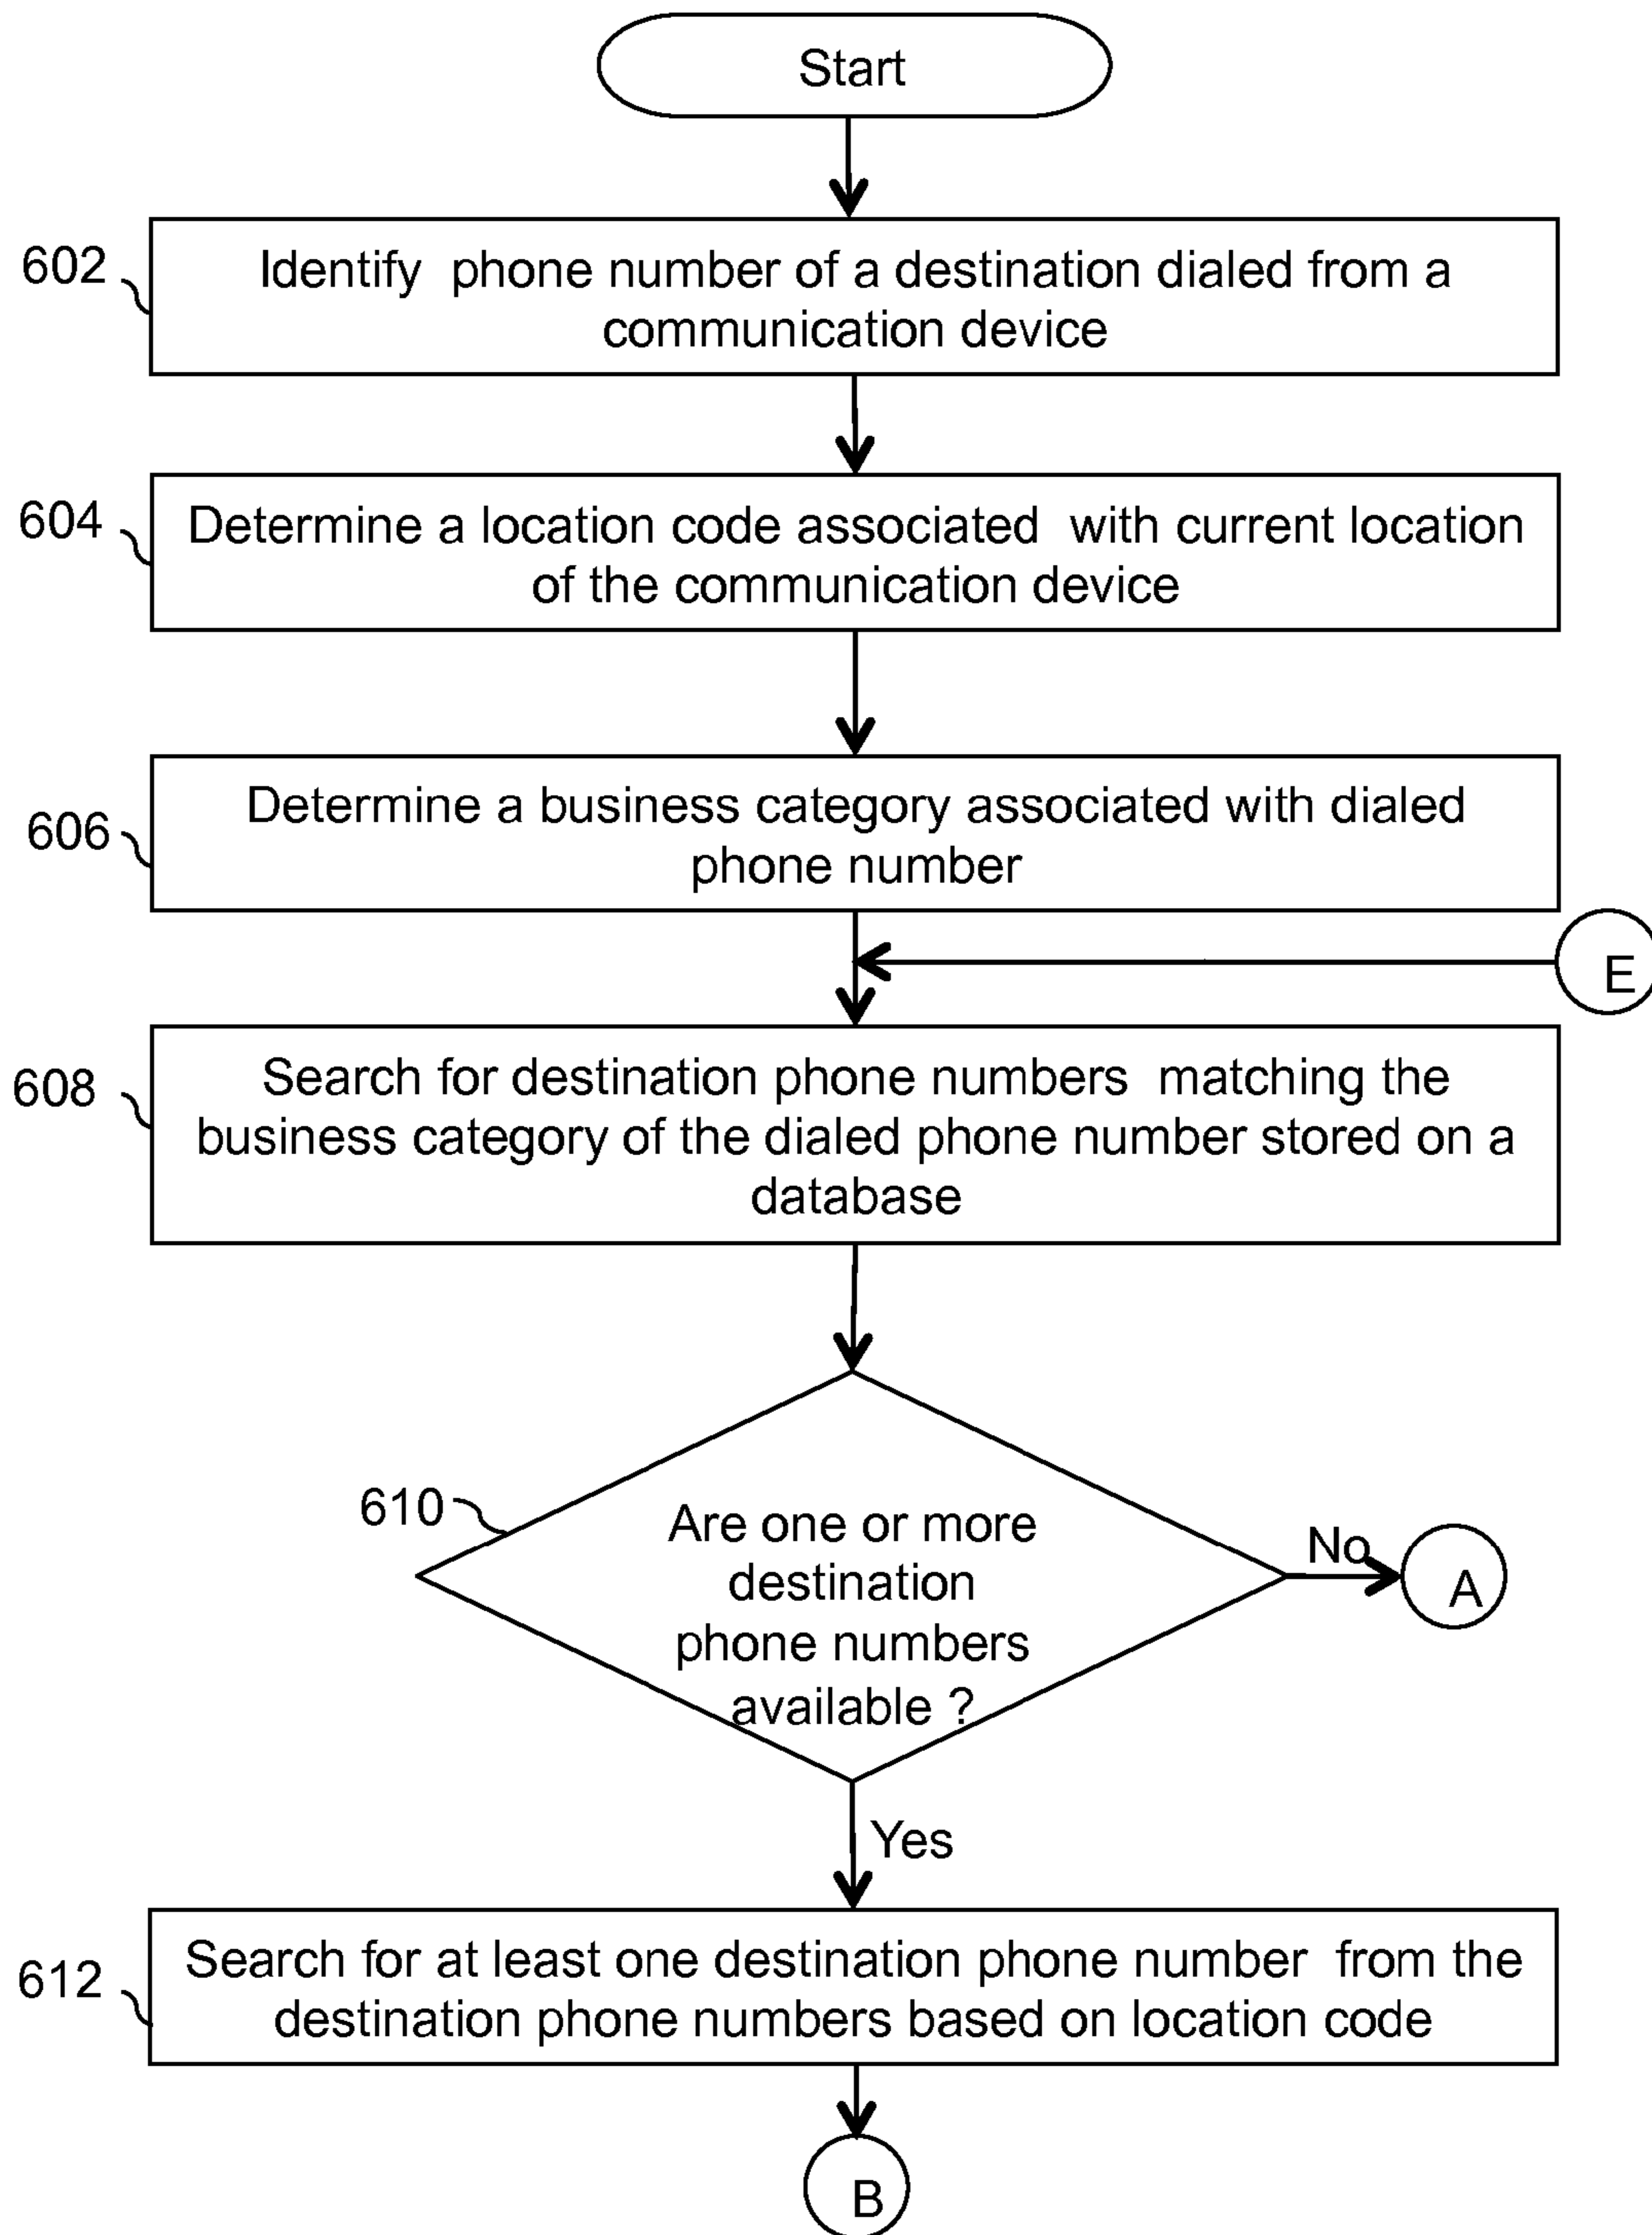 Start
602
Identify phone number of a destination dialed from a
communication device
604
Determine a location code associated with current location
of the communication device
606
Determine a business category associated with dialed
phone number
E
608
Search for destination phone numbers matching the
business category of the dialed phone number stored on a
database
610
Are one or more
destination
phone numbers
available ?
No
A
Yes
612
Search for at least one destination phone number from the
destination phone numbers based on location code
B